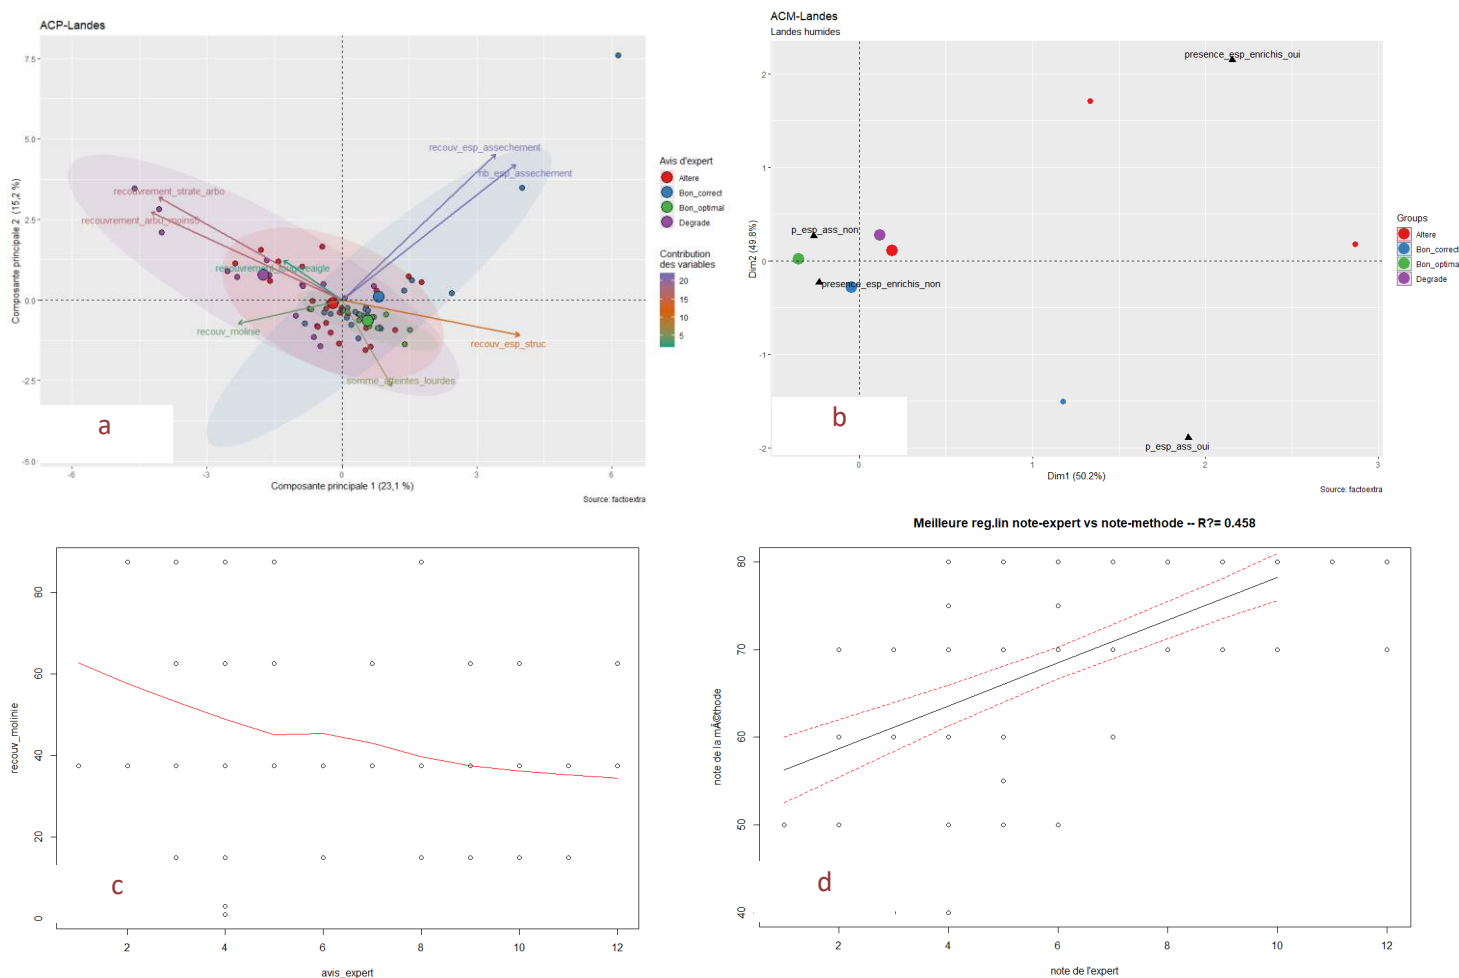 ACP-Landes
7.5
5.0
2.5
0.0
-2.5
-5.0
Composante principale 2 (15,2 %)
recouv_esp_assechement
nb_esp_assechement
recouvrement_strate_arbo
recouvrement_arbu_moins5
recouv_molinie
recouv_esp_struc
somme_atteintes_lourdes
a
-6
-3
0
3
6
Composante principale 1 (23,1 %)
Source: factoextra
Avis d'expert
Altere
Bon_correct
Bon_optimal
Degrade
Contribution
des variables
20
15
10
5
ACM-Landes
Landes humides
2
1
0
-1
-2
Dim2 (49.8%)
presence_esp_enrichis_oui
p_esp_ass_non
presence_esp_enrichis_non
p_esp_ass_oui
b
0
1
2
3
Dim1 (50.2%)
Source: factoextra
Groups
Altere
Bon_correct
Bon_optima
Degrade
80
60
40
20
0
recouv_molinie
c
2
4
6
8
10
12
avis_expert
Meilleure reg.lin note-expert vs note-methode -- R?= 0.458
80
70
60
50
40
note de la mÃ©thode
d
2
4
6
8
10
12
note de l'expert